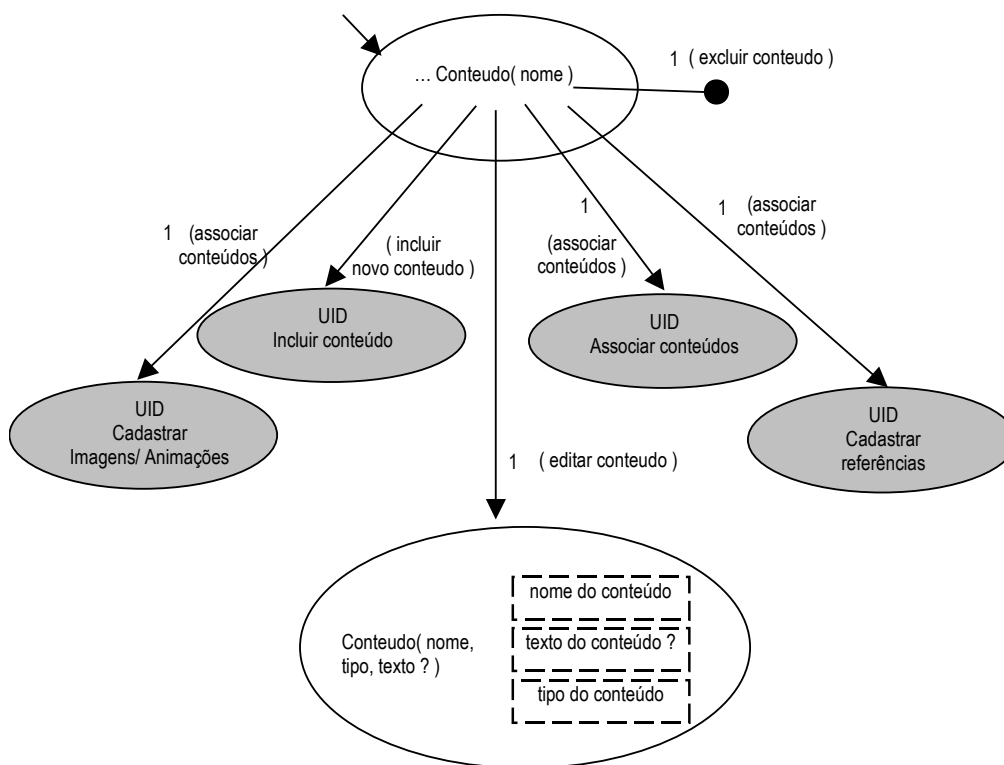 1 ( excluir conteudo )
... Conteudo( nome )
1 (associar
conteúdos )
( incluir
novo conteudo )
1
(associar
conteúdos )
1 (associar
conteúdos )
UID
Incluir conteúdo
UID
Associar conteúdos
UID
Cadastrar
Imagens/ Animações
UID
Cadastrar
referências
1 ( editar conteudo )
Conteudo( nome,
tipo, texto ? )
nome do conteúdo
texto do conteúdo ?
tipo do conteúdo